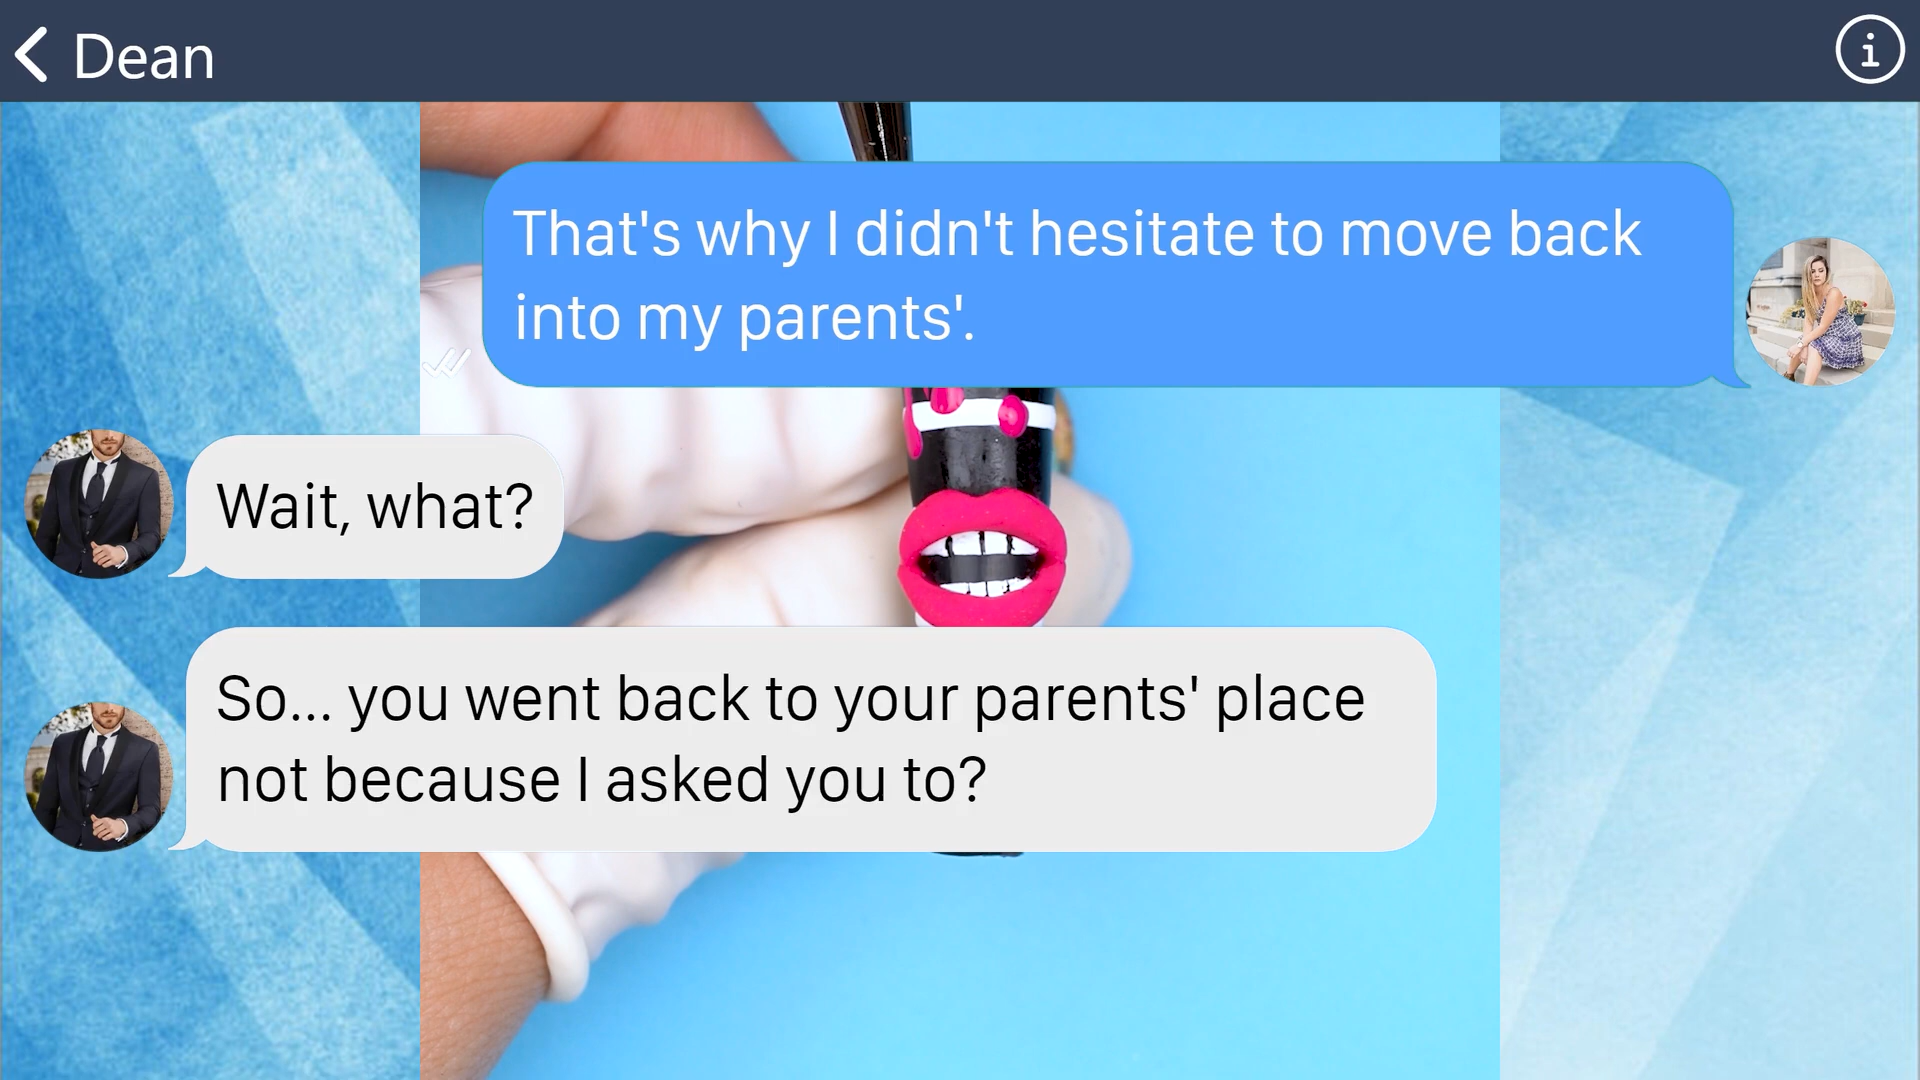 Dean
That's why I didn't hesitate to move back
into my parents'.
Wait, what?
So... you went back to your parents' place
not because I asked you to?